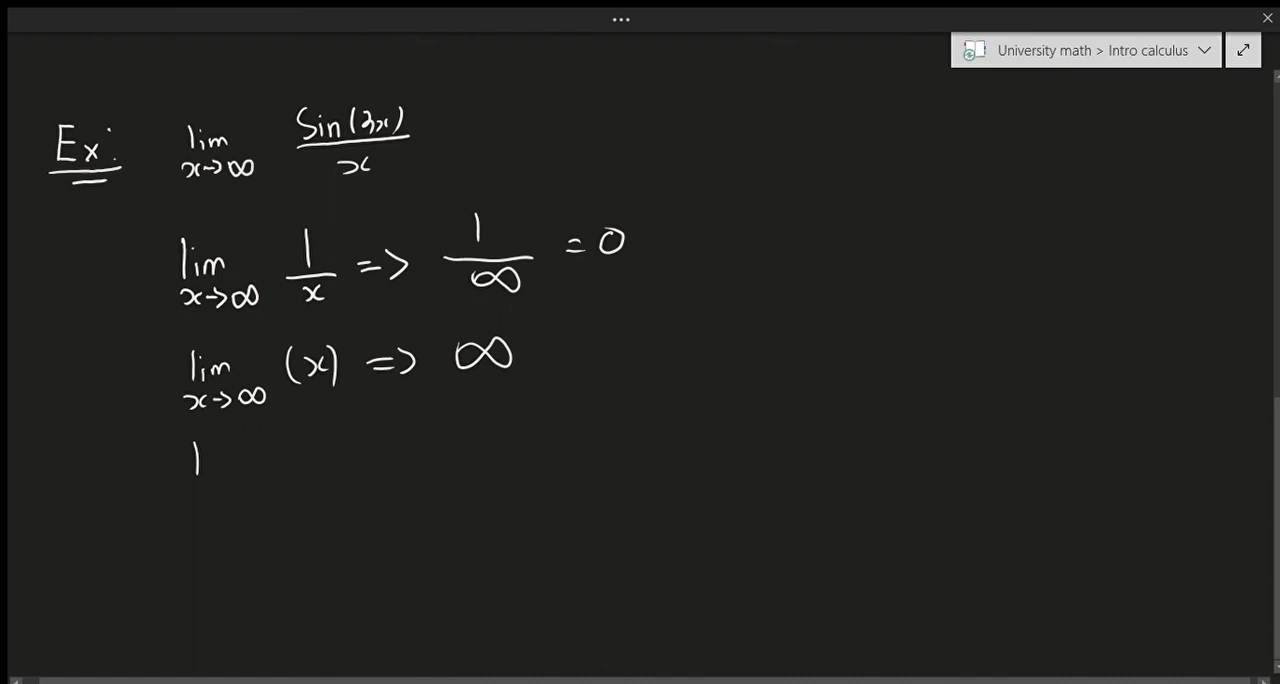 ...
University math > Intro calculus
Ex: lim x→∞ Sin(3x)/x
lim x→∞ 1/x => 1/∞ = 0
lim x→∞ (x) => ∞
l